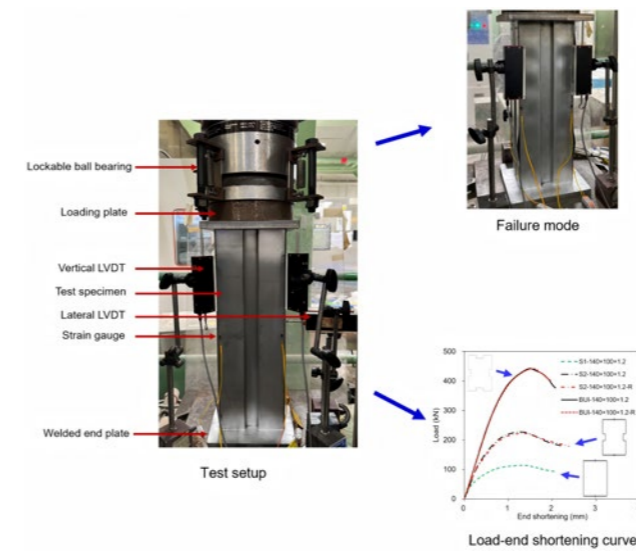 Lockable ball bearing
Loading plate
Vertical LVDT
Test specimen
Lateral LVDT
Strain gauge
Welded end plate
Test setup
Failure mode
500
400
300
200
100
0
Load (kN)
S1-140×100×1.2
S2-140×100×1.2
S2-140×100×1.2-R
BUI-140×100×1.2
BUI-140×100×1.2-R
0 1 2 3
End shortening (mm)
Load-end shortening curve